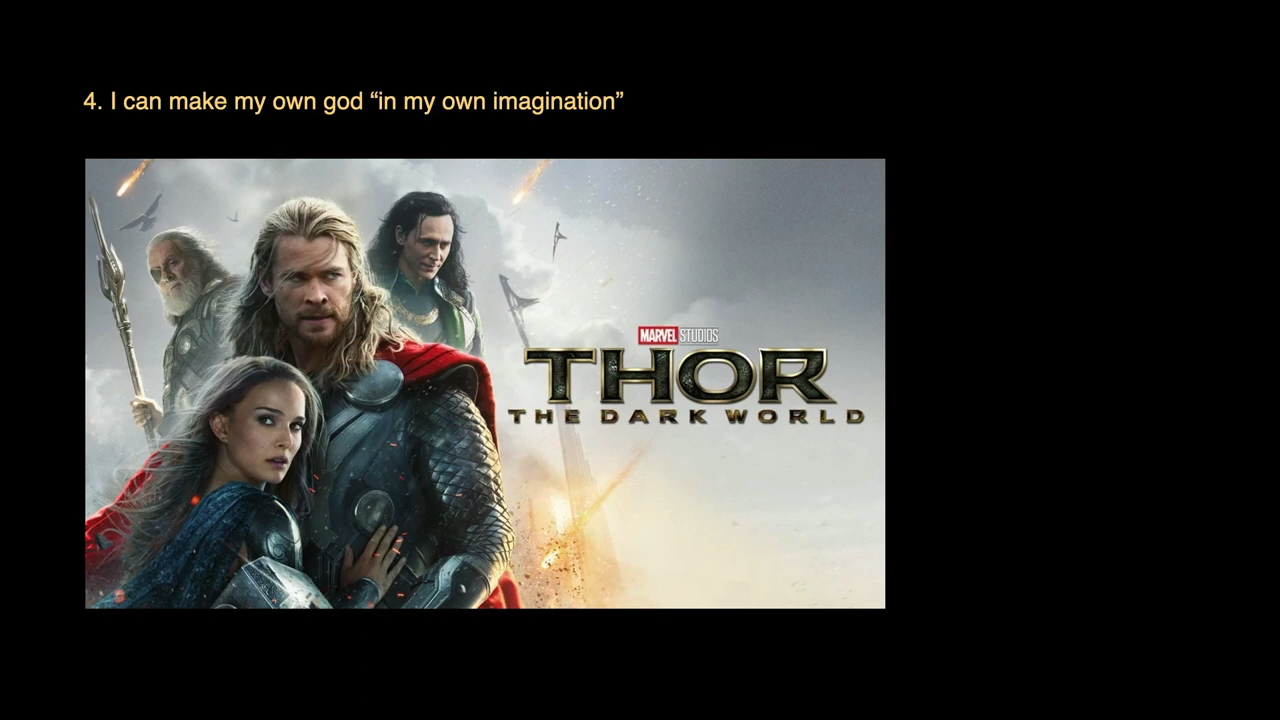 4. I can make my own god “in my own imagination”
MARVEL STUDIOS
THOR
THE DARK WORLD